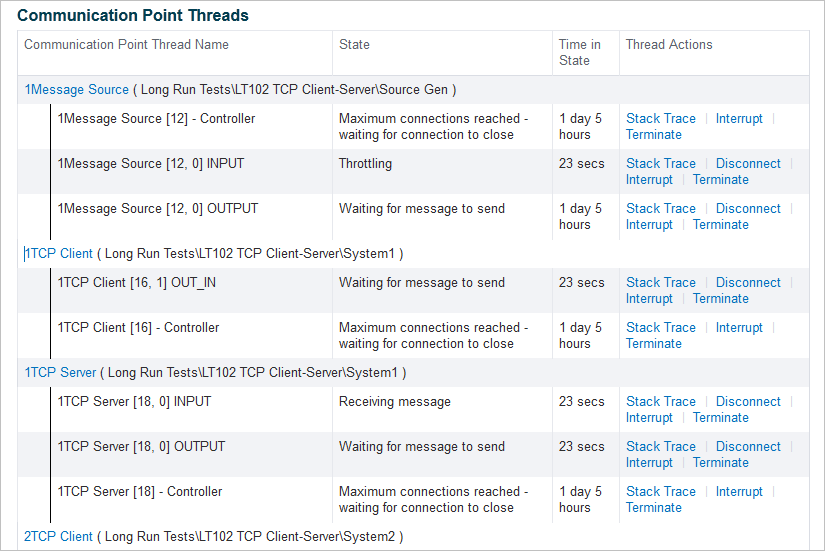 Communication Point Threads
Communication Point Thread Name State Time in State Thread Actions
1Message Source ( Long Run Tests\LT102 TCP Client-Server\Source Gen )
1Message Source [12] - Controller Maximum connections reached - 1 day 5 Stack Trace | Interrupt |
waiting for connection to close hours Terminate
1Message Source [12, 0] INPUT Throttling 23 secs Stack Trace | Disconnect |
Interrupt | Terminate
1Message Source [12, 0] OUTPUT Waiting for message to send 1 day 5 Stack Trace | Disconnect |
hours Interrupt | Terminate
1TCP Client ( Long Run Tests\LT102 TCP Client-Server\System1 )
1TCP Client [16, 1] OUT_IN Waiting for message to send 23 secs Stack Trace | Disconnect |
Interrupt | Terminate
1TCP Client [16] - Controller Maximum connections reached - 1 day 5 Stack Trace | Interrupt |
waiting for connection to close hours Terminate
1TCP Server ( Long Run Tests\LT102 TCP Client-Server\System1 )
1TCP Server [18, 0] INPUT Receiving message 23 secs Stack Trace | Disconnect |
Interrupt | Terminate
1TCP Server [18, 0] OUTPUT Waiting for message to send 23 secs Stack Trace | Disconnect |
Interrupt | Terminate
1TCP Server [18] - Controller Maximum connections reached - 1 day 5 Stack Trace | Interrupt |
waiting for connection to close hours Terminate
2TCP Client ( Long Run Tests\LT102 TCP Client-Server\System2 )